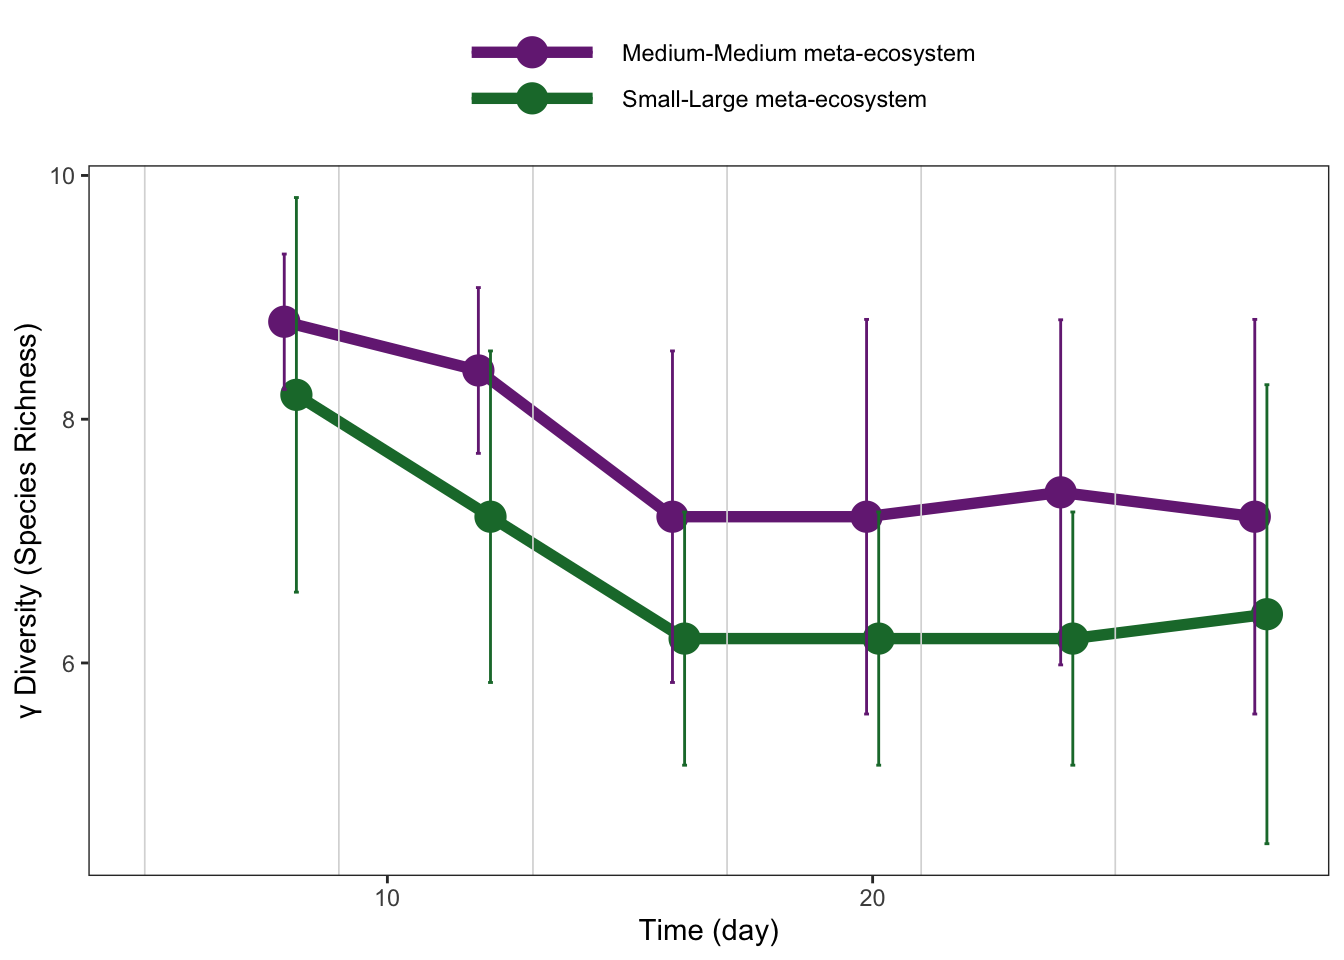 Medium-Medium meta-ecosystem
Small-Large meta-ecosystem
10
8
6
γ Diversity (Species Richness)
10
20
Time (day)